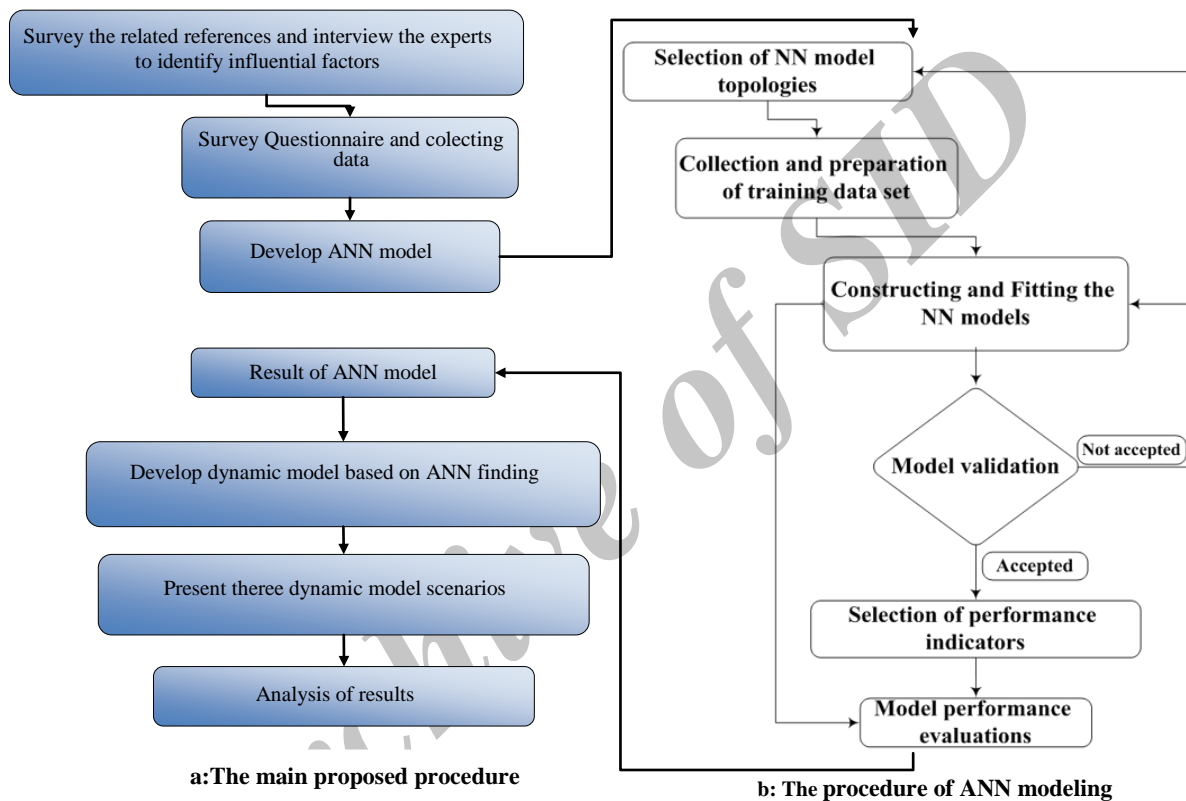 Survey the related references and interview the experts
to identify influential factors
Survey Questionnaire and colecting
data
Develop ANN model
Result of ANN model
Develop dynamic model based on ANN finding
Present theree dynamic model scenarios
Analysis of results
a:The main proposed procedure
Selection of NN model
topologies
Collection and preparation
of training data set
Constructing and Fitting the
NN models
Model validation
Not accepted
Accepted
Selection of performance
indicators
Model performance
evaluations
b: The procedure of ANN modeling
Archive of SID